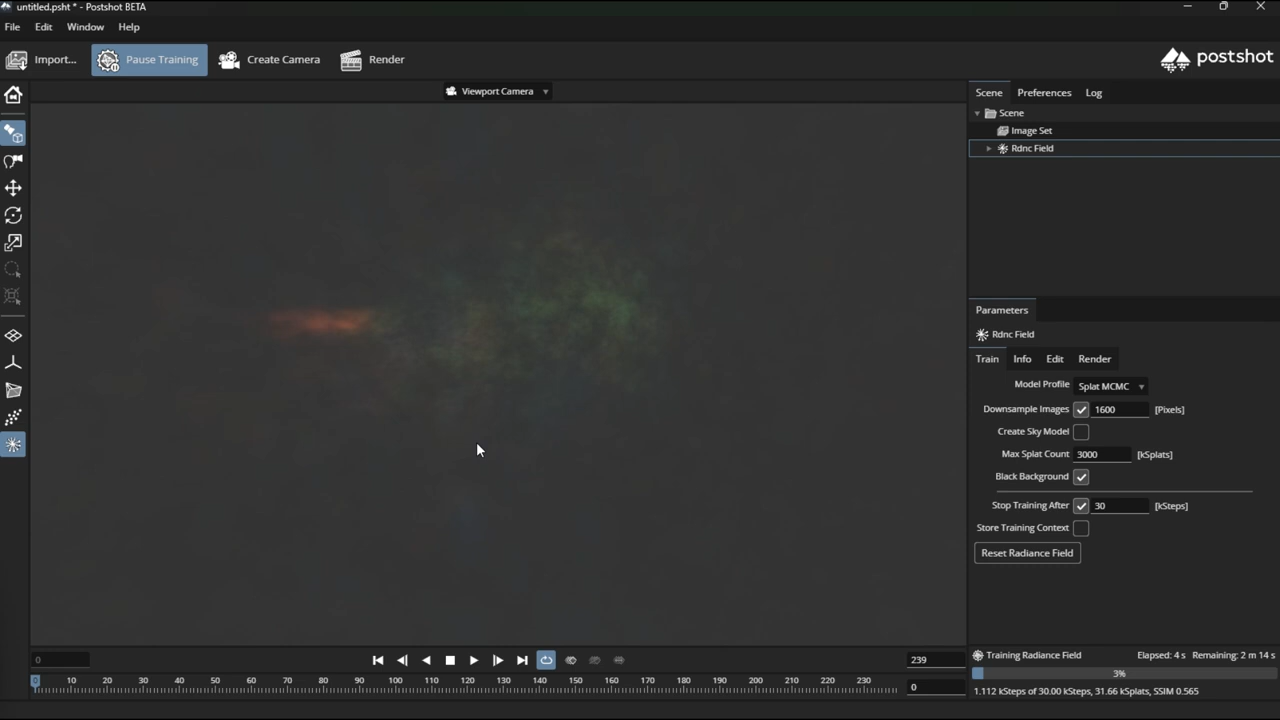 untitled.psht * - Postshot BETA
File Edit Window Help
Import... Pause Training Create Camera Render
postshot
Viewport Camera
Scene Preferences Log
Scene
Image Set
Rdnc Field
Parameters
Rdnc Field
Train Info Edit Render
Model Profile Splat MCMC
Downsample Images 1600 [Pixels]
Create Sky Model
Max Splat Count 3000 [kSplats]
Black Background
Stop Training After 30 [kSteps]
Store Training Context
Reset Radiance Field
0 239
0 10 20 30 40 50 60 70 80 90 100 110 120 130 140 150 160 170 180 190 200 210 220 230 0
Training Radiance Field Elapsed: 4 s Remaining: 2 m 14 s
3%
1.112 kSteps of 30.00 kSteps, 31.66 kSplats, SSIM 0.565